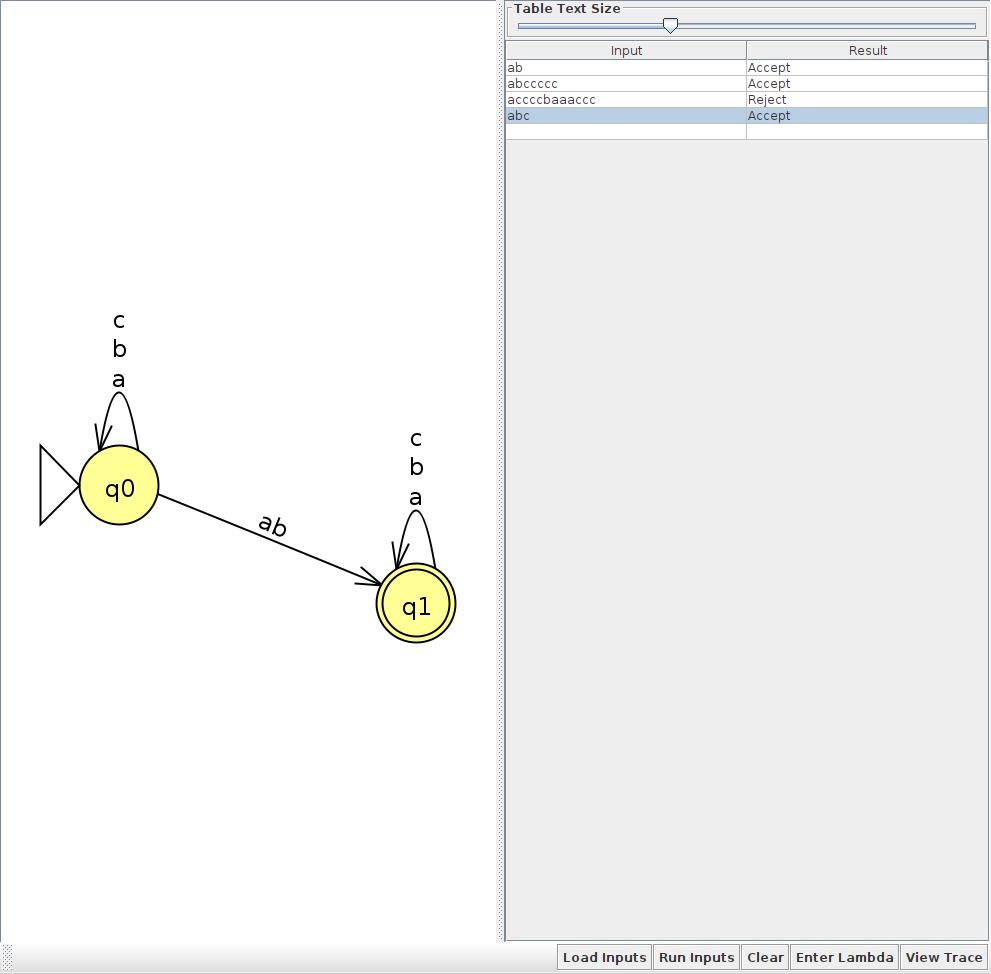 Table Text Size
Input Result
ab Accept
abccccc Accept
accccbaaaccc Reject
abc Accept
c
b
a
q0
ab
c
b
a
q1
Load Inputs Run Inputs Clear Enter Lambda View Trace